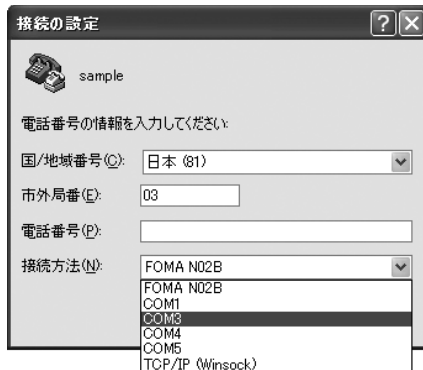 接続の設定
sample
電話番号の情報を入力してください:
国/地域番号(C): 日本 (81)
市外局番(E): 03
電話番号(P):
接続方法(N): FOMA N02B
FOMA N02B
COM1
COM3
COM4
COM5
TCP/IP (Winsock)